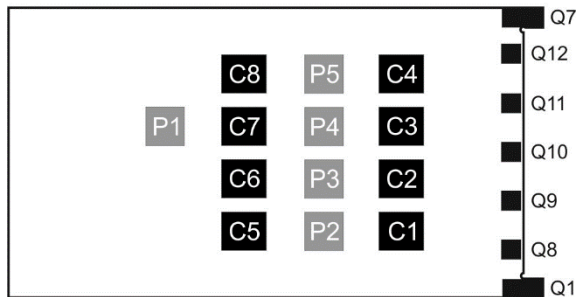 Q7
C8 P5 C4 Q12
P1 C7 P4 C3 Q11
C6 P3 C2 Q10
C5 P2 C1 Q9
Q8
Q1